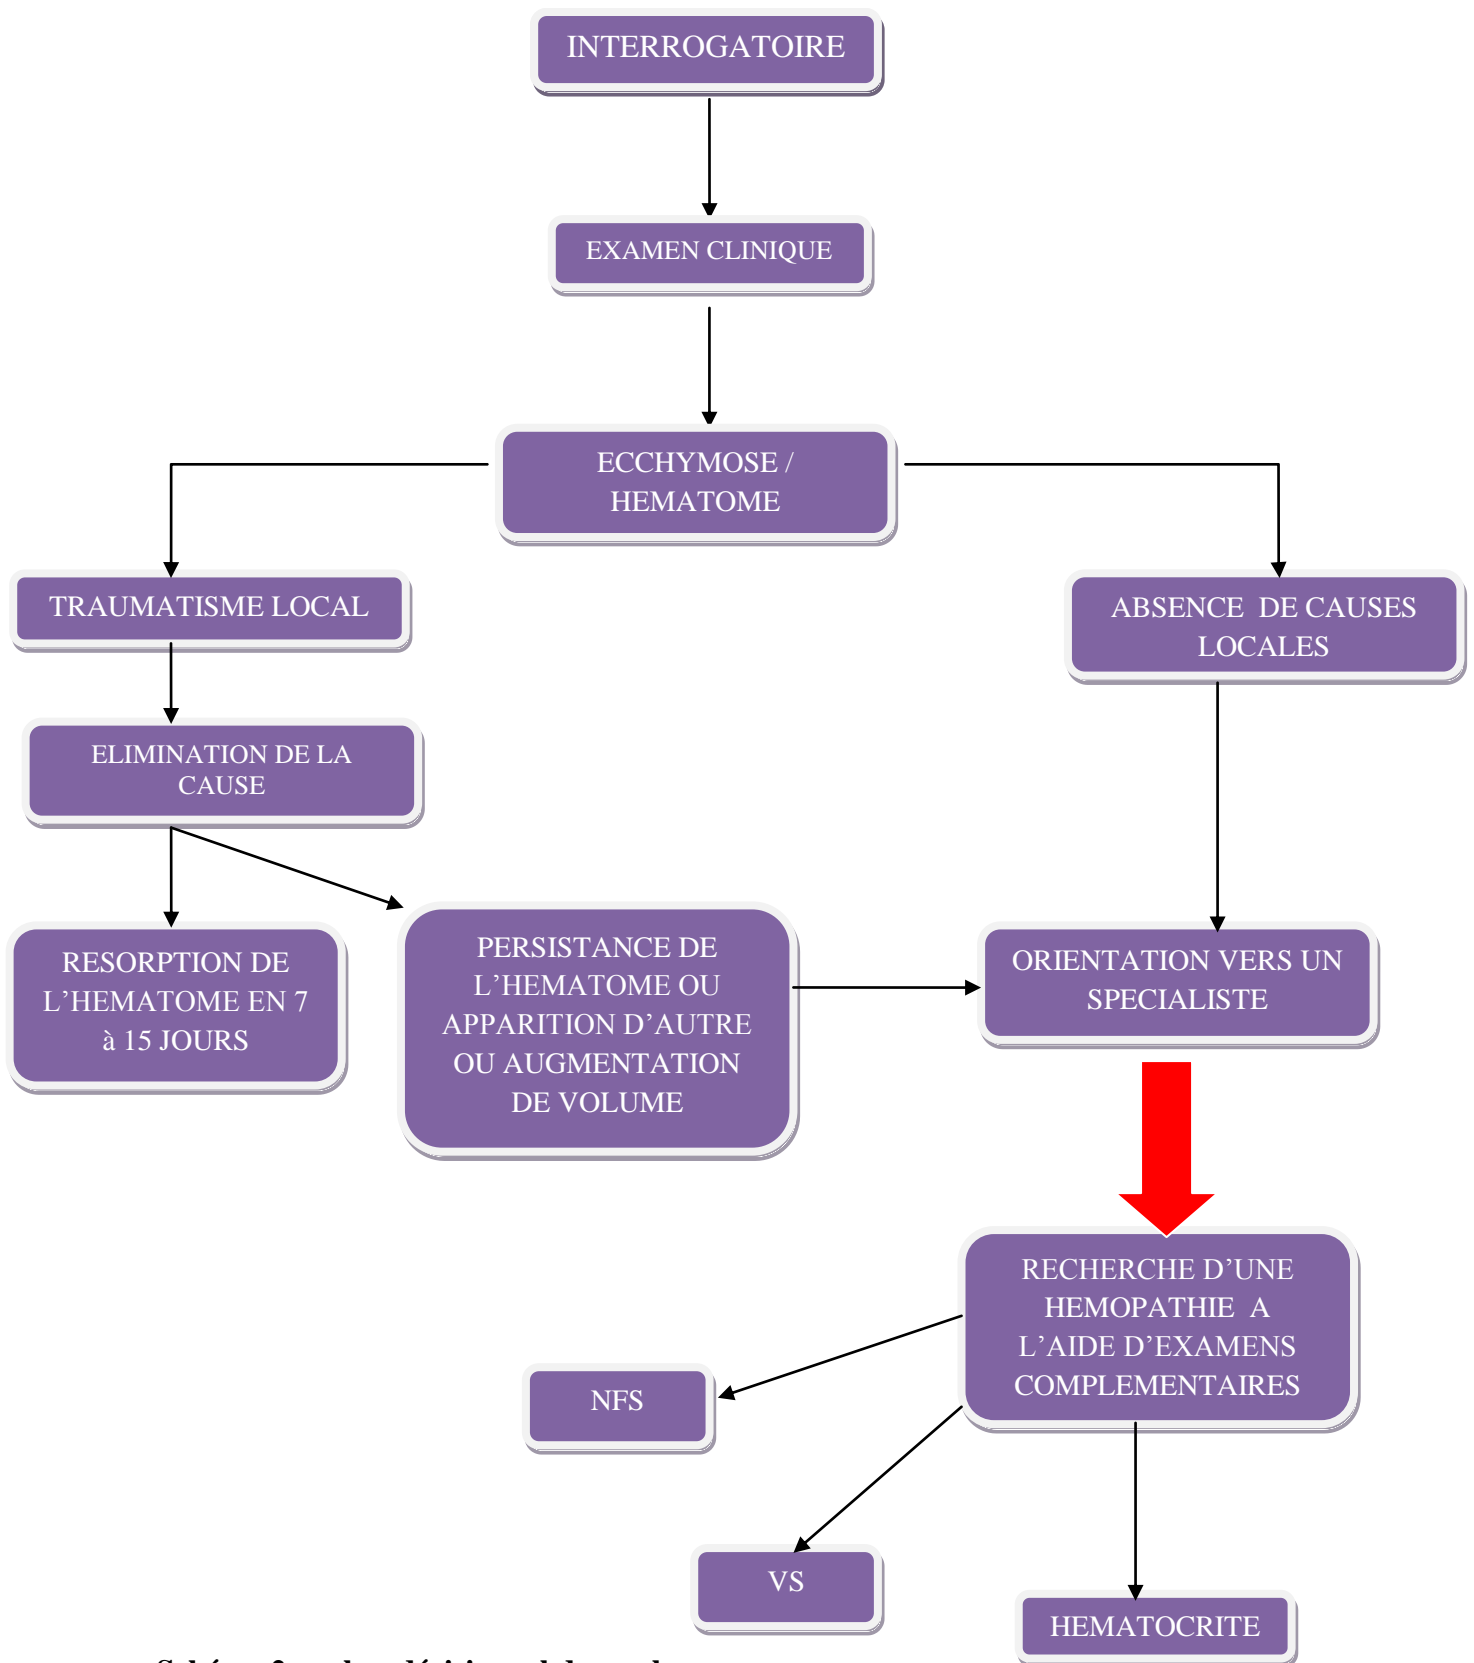 INTERROGATOIRE
EXAMEN CLINIQUE
ECCHYMOSE /
HEMATOME
TRAUMATISME LOCAL
ABSENCE DE CAUSES
LOCALES
ELIMINATION DE LA
CAUSE
RESORPTION DE
L’HEMATOME EN 7
à 15 JOURS
PERSISTANCE DE
L’HEMATOME OU
APPARITION D’AUTRE
OU AUGMENTATION
DE VOLUME
ORIENTATION VERS UN
SPECIALISTE
RECHERCHE D’UNE
HEMOPATHIE A
L’AIDE D’EXAMENS
COMPLEMENTAIRES
NFS
VS
HEMATOCRITE